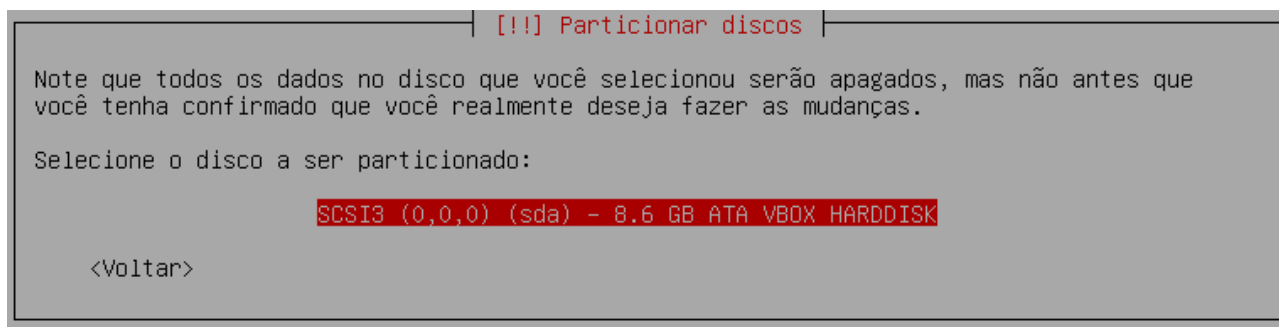 [!!] Particionar discos
Note que todos os dados no disco que você selecionou serão apagados, mas não antes que
você tenha confirmado que você realmente deseja fazer as mudanças.
Selecione o disco a ser particionado:
SCSI3 (0,0,0) (sda) - 8.6 GB ATA VBOX HARDDISK
<Voltar>